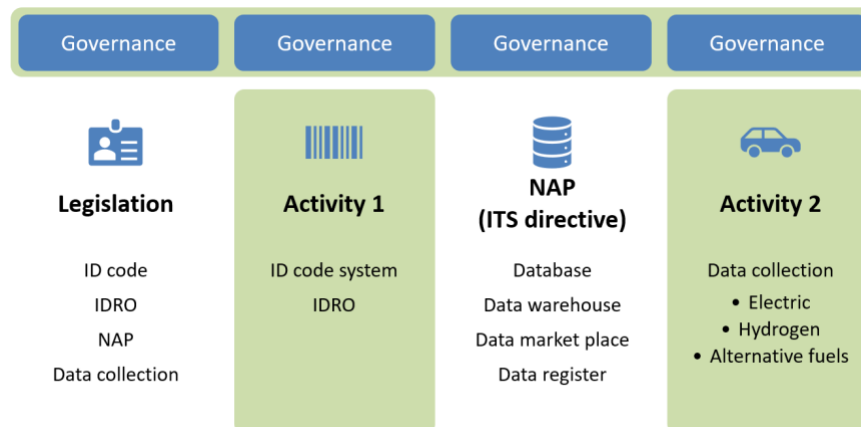 Governance
Governance
Governance
Governance
Legislation
ID code
IDRO
NAP
Data collection
Activity 1
ID code system
IDRO
NAP
(ITS directive)
Database
Data warehouse
Data market place
Data register
Activity 2
Data collection
• Electric
• Hydrogen
• Alternative fuels